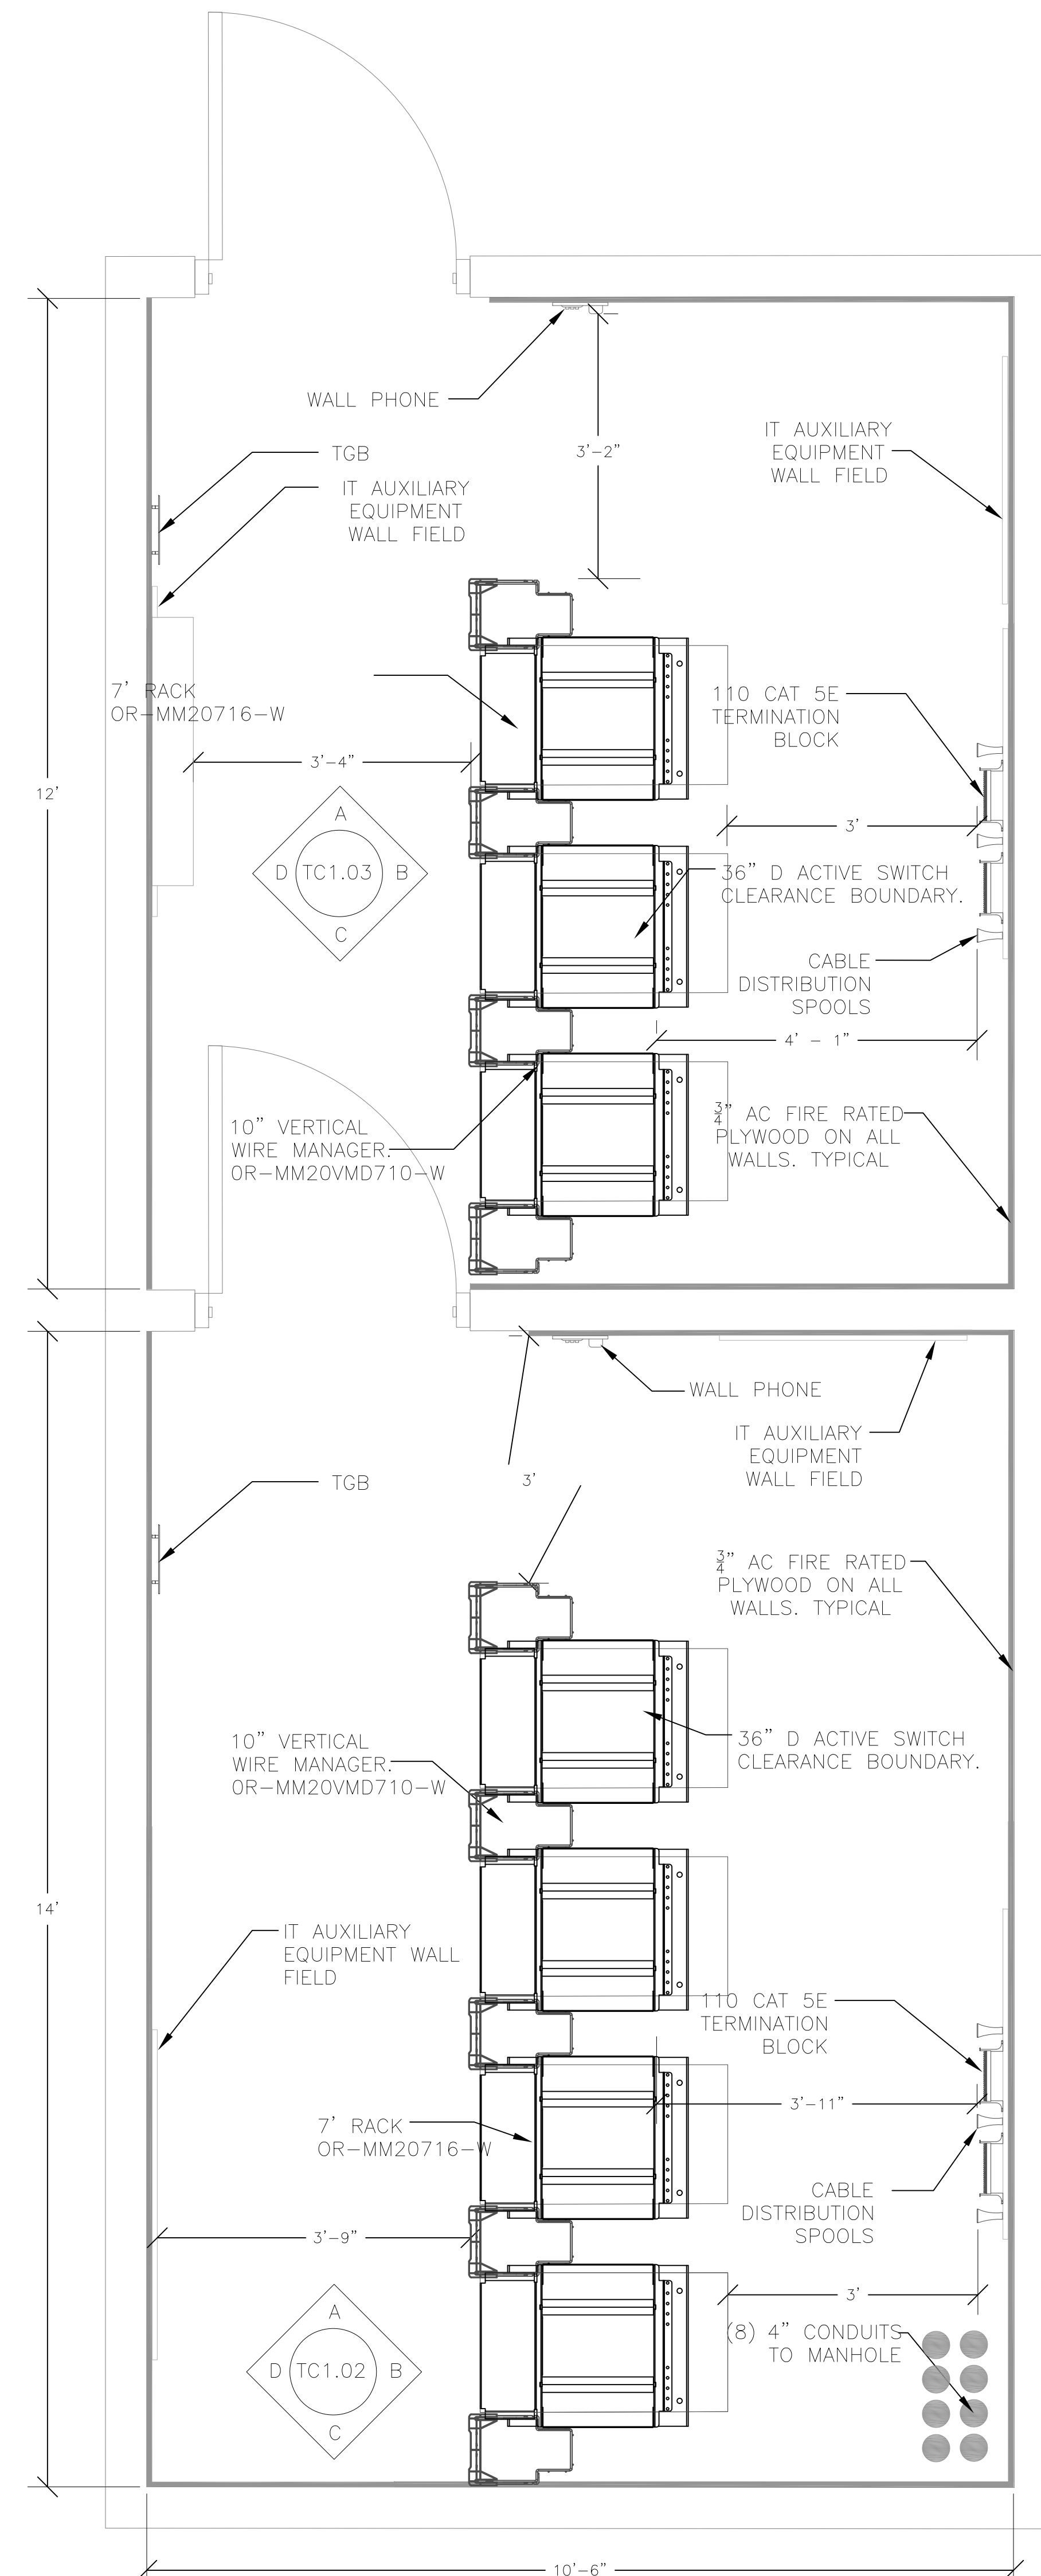 WALL PHONE
3'-2"
IT AUXILIARY
EQUIPMENT
WALL FIELD
TGB
IT AUXILIARY
EQUIPMENT
WALL FIELD
7' RACK
OR-MM20716-W
110 CAT 5E
TERMINATION
BLOCK
3'-4"
12'
A
D
TC1.03
B
C
3'
36" D ACTIVE SWITCH
CLEARANCE BOUNDARY.
CABLE
DISTRIBUTION
SPOOLS
4' - 1"
10" VERTICAL
WIRE MANAGER.
OR-MM20VMD710-W
3/4" AC FIRE RATED
PLYWOOD ON ALL
WALLS. TYPICAL
WALL PHONE
IT AUXILIARY
EQUIPMENT
WALL FIELD
TGB
3'
3/4" AC FIRE RATED
PLYWOOD ON ALL
WALLS. TYPICAL
10" VERTICAL
WIRE MANAGER.
OR-MM20VMD710-W
36" D ACTIVE SWITCH
CLEARANCE BOUNDARY.
14'
IT AUXILIARY
EQUIPMENT WALL
FIELD
110 CAT 5E
TERMINATION
BLOCK
3'-11"
7' RACK
OR-MM20716-W
CABLE
DISTRIBUTION
SPOOLS
3'-9"
3'
(8) 4" CONDUITS
TO MANHOLE
A
D
TC1.02
B
C
10'-6"